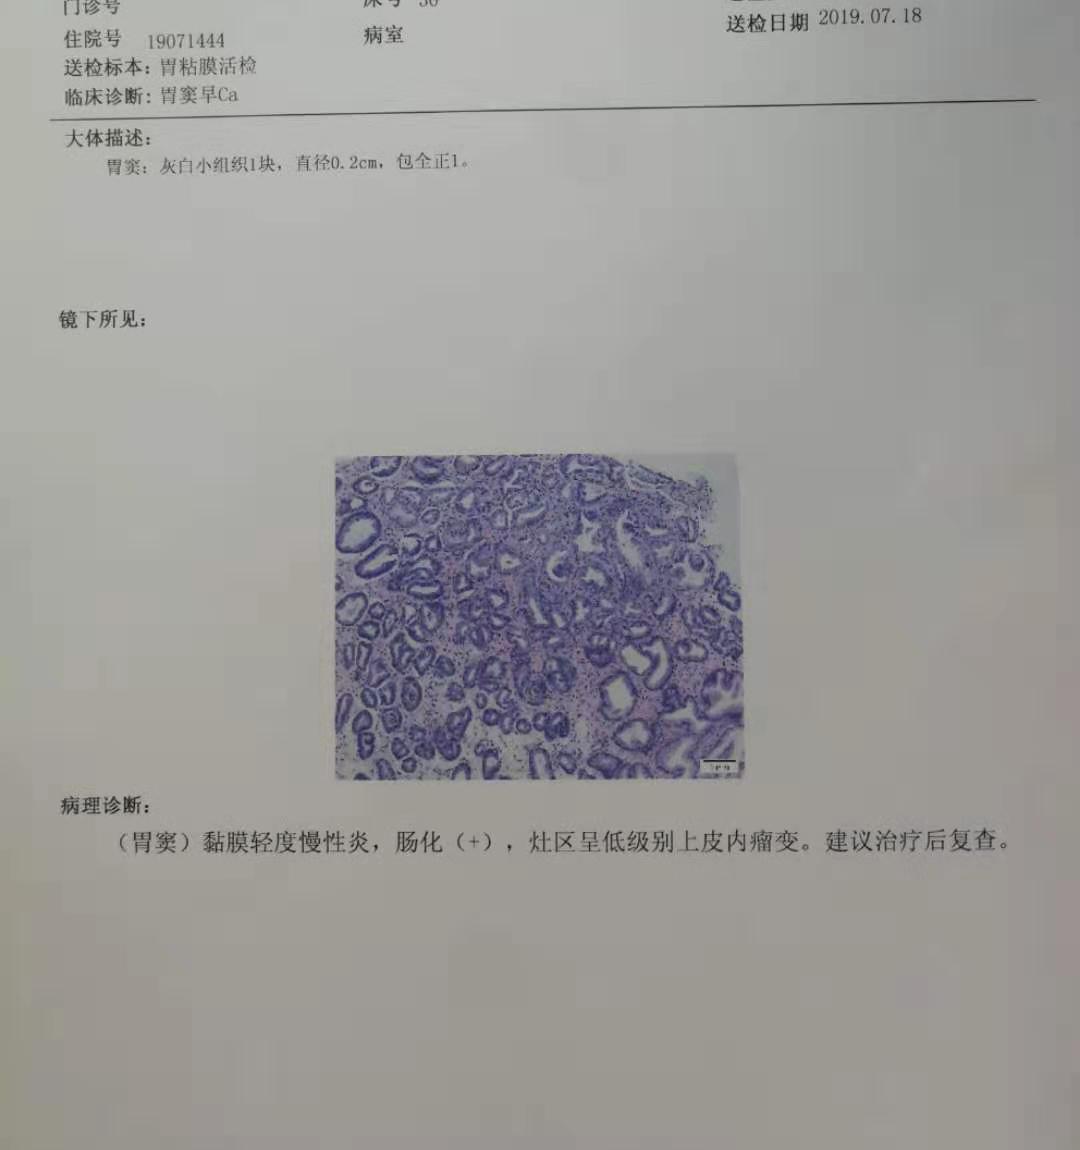 门诊号
床号 30
住院号 19071444 病室
送检日期 2019.07.18
送检标本：胃粘膜活检
临床诊断：胃窦早Ca
大体描述：
胃窦：灰白小组织1块，直径0.2cm，包全正1。
镜下所见：
病理诊断：
（胃窦）黏膜轻度慢性炎，肠化（+），灶区呈低级别上皮内瘤变。建议治疗后复查。